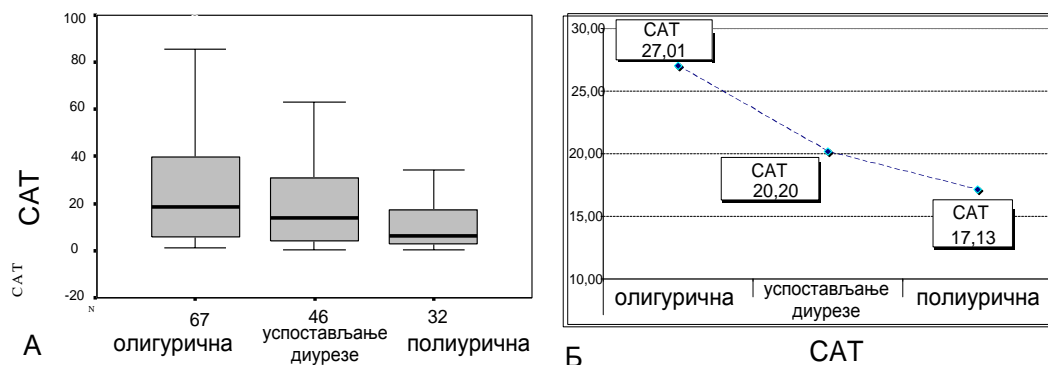 100
80
60
40
20
0
-20
САТ
САТ
N
67 46 32
олигурична успостављање диурезе полиурична
А
30,00
25,00
20,00
15,00
10,00
САТ
27,01
САТ
20,20
САТ
17,13
олигурична успостављање диурезе полиурична
Б
САТ